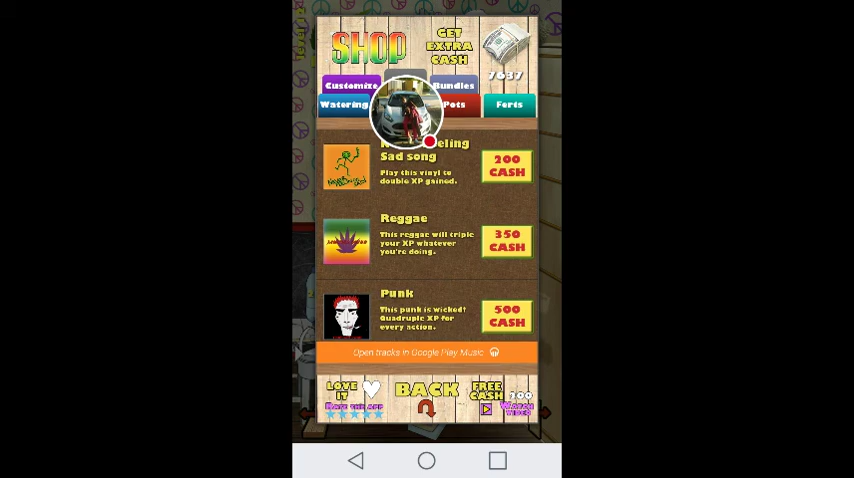 SHOP
GET
EXTRA
CASH
7637
Customize
Bundles
Watering
Pots
Ferts
Sad song
Play this vinyl to
double XP gained.
200
CASH
Reggae
This reggae will triple
your XP whatever
you're doing.
350
CASH
Punk
This punk is wicked!
Quadruple XP for
every action.
500
CASH
Open tracks in Google Play Music
LOVE
IT
RATE THE APP
BACK
FREE
CASH
200
WATCH
VIDEO